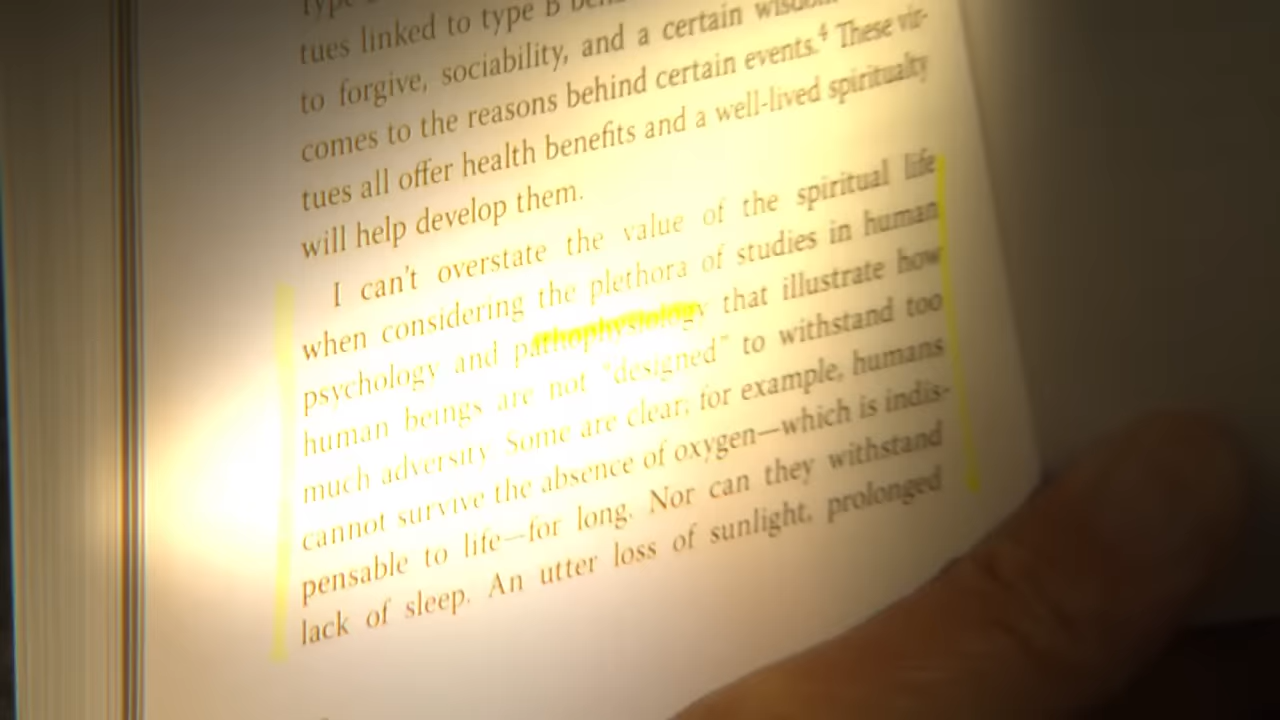 tues linked to type B
to forgive, sociability, and a certain
comes to the reasons behind certain events.⁴ These vir-
tues all offer health benefits and a well-lived spiritualty
will help develop them.
I can't overstate the value of the spiritual life
when considering the plethora of studies in human
psychology and pathophysiology that illustrate how
human beings are not "designed" to withstand too
much adversity. Some are clear; for example, humans
cannot survive the absence of oxygen—which is indis-
pensable to life—for long. Nor can they withstand
lack of sleep. An utter loss of sunlight, prolonged